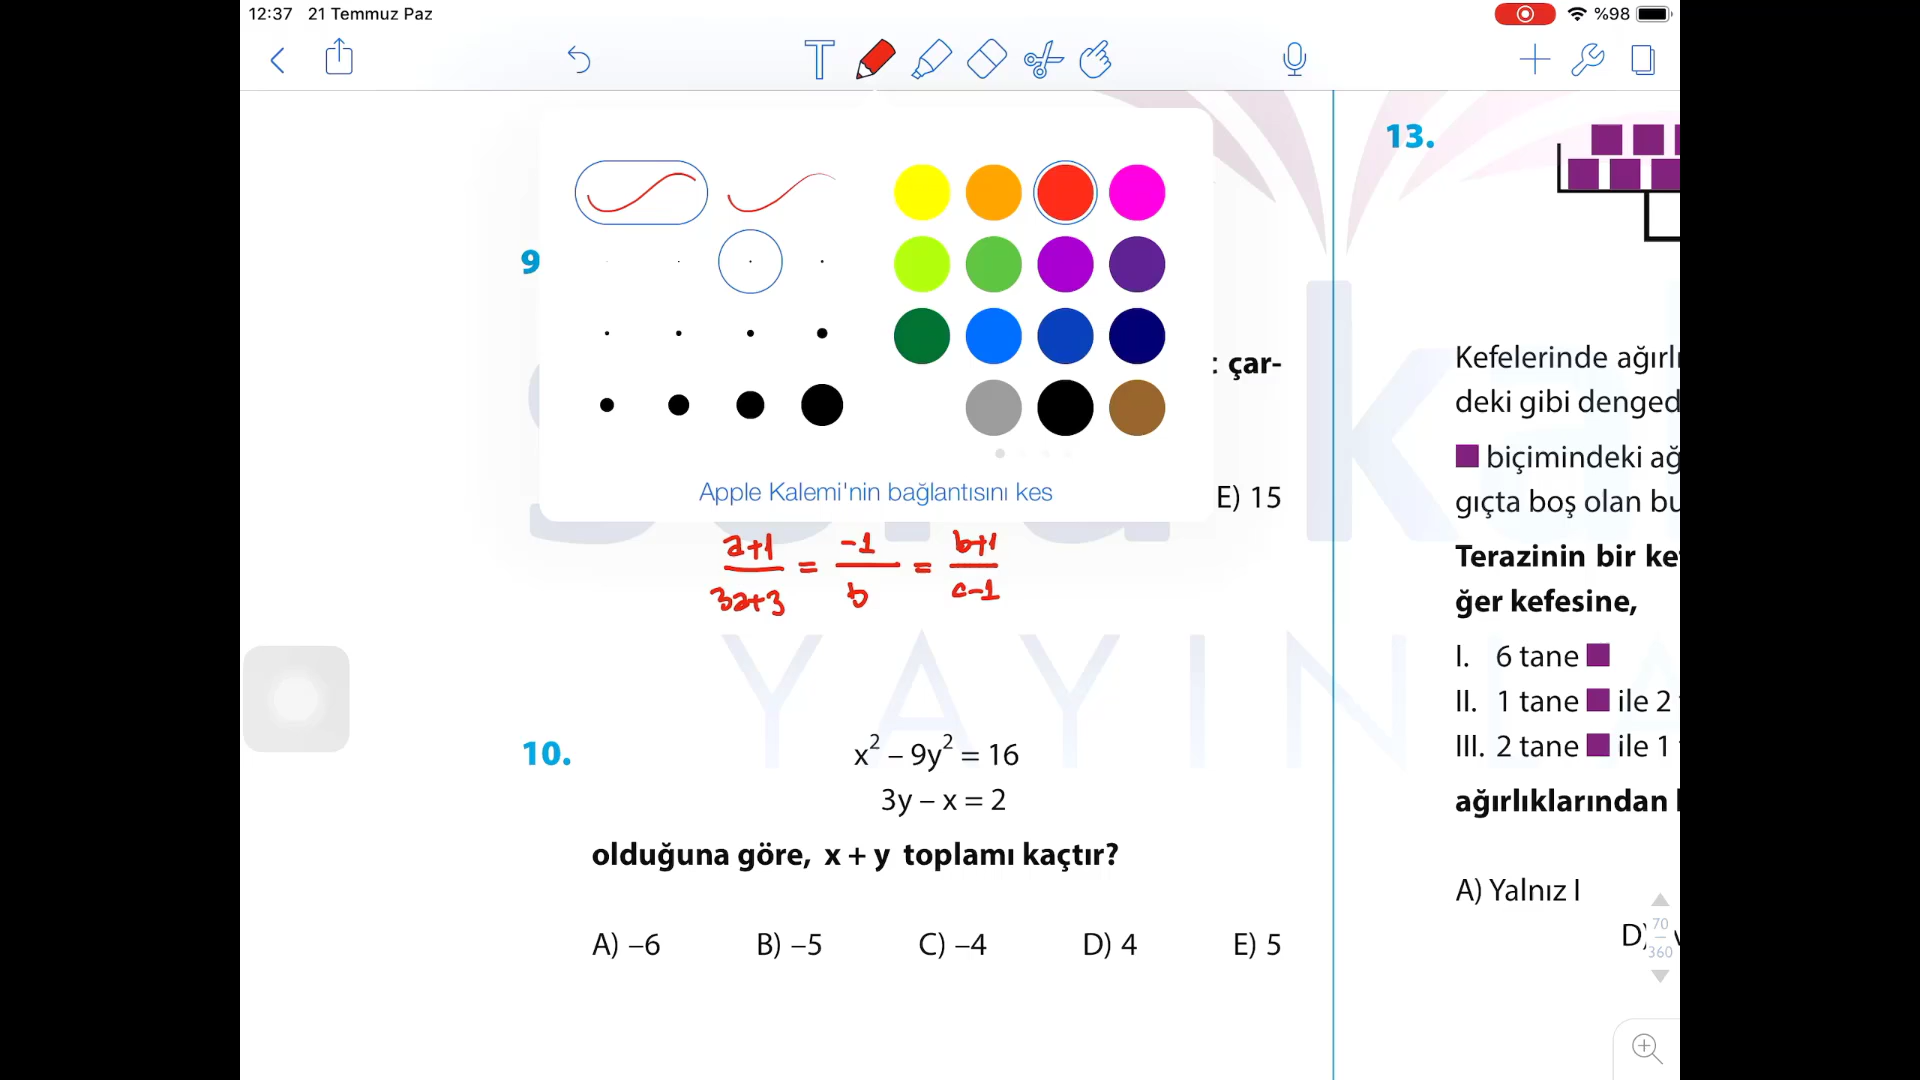 12:37 21 Temmuz Paz
%98
T
9
: çar-
Apple Kalemi'nin bağlantısını kes
E) 15
a+1/3a+3 = -1/b = b+1/c-1
YAYINLA
10.
x² – 9y² = 16
3y – x = 2
olduğuna göre, x + y toplamı kaçtır?
A) –6 B) –5 C) –4 D) 4 E) 5
13.
Kefelerinde ağırl
deki gibi denged
■ biçimindeki ağ
gıçta boş olan bu
Terazinin bir ke
ğer kefesine,
I. 6 tane ■
II. 1 tane ■ ile 2
III. 2 tane ■ ile 1
ağırlıklarından
A) Yalnız I
D)
70
360